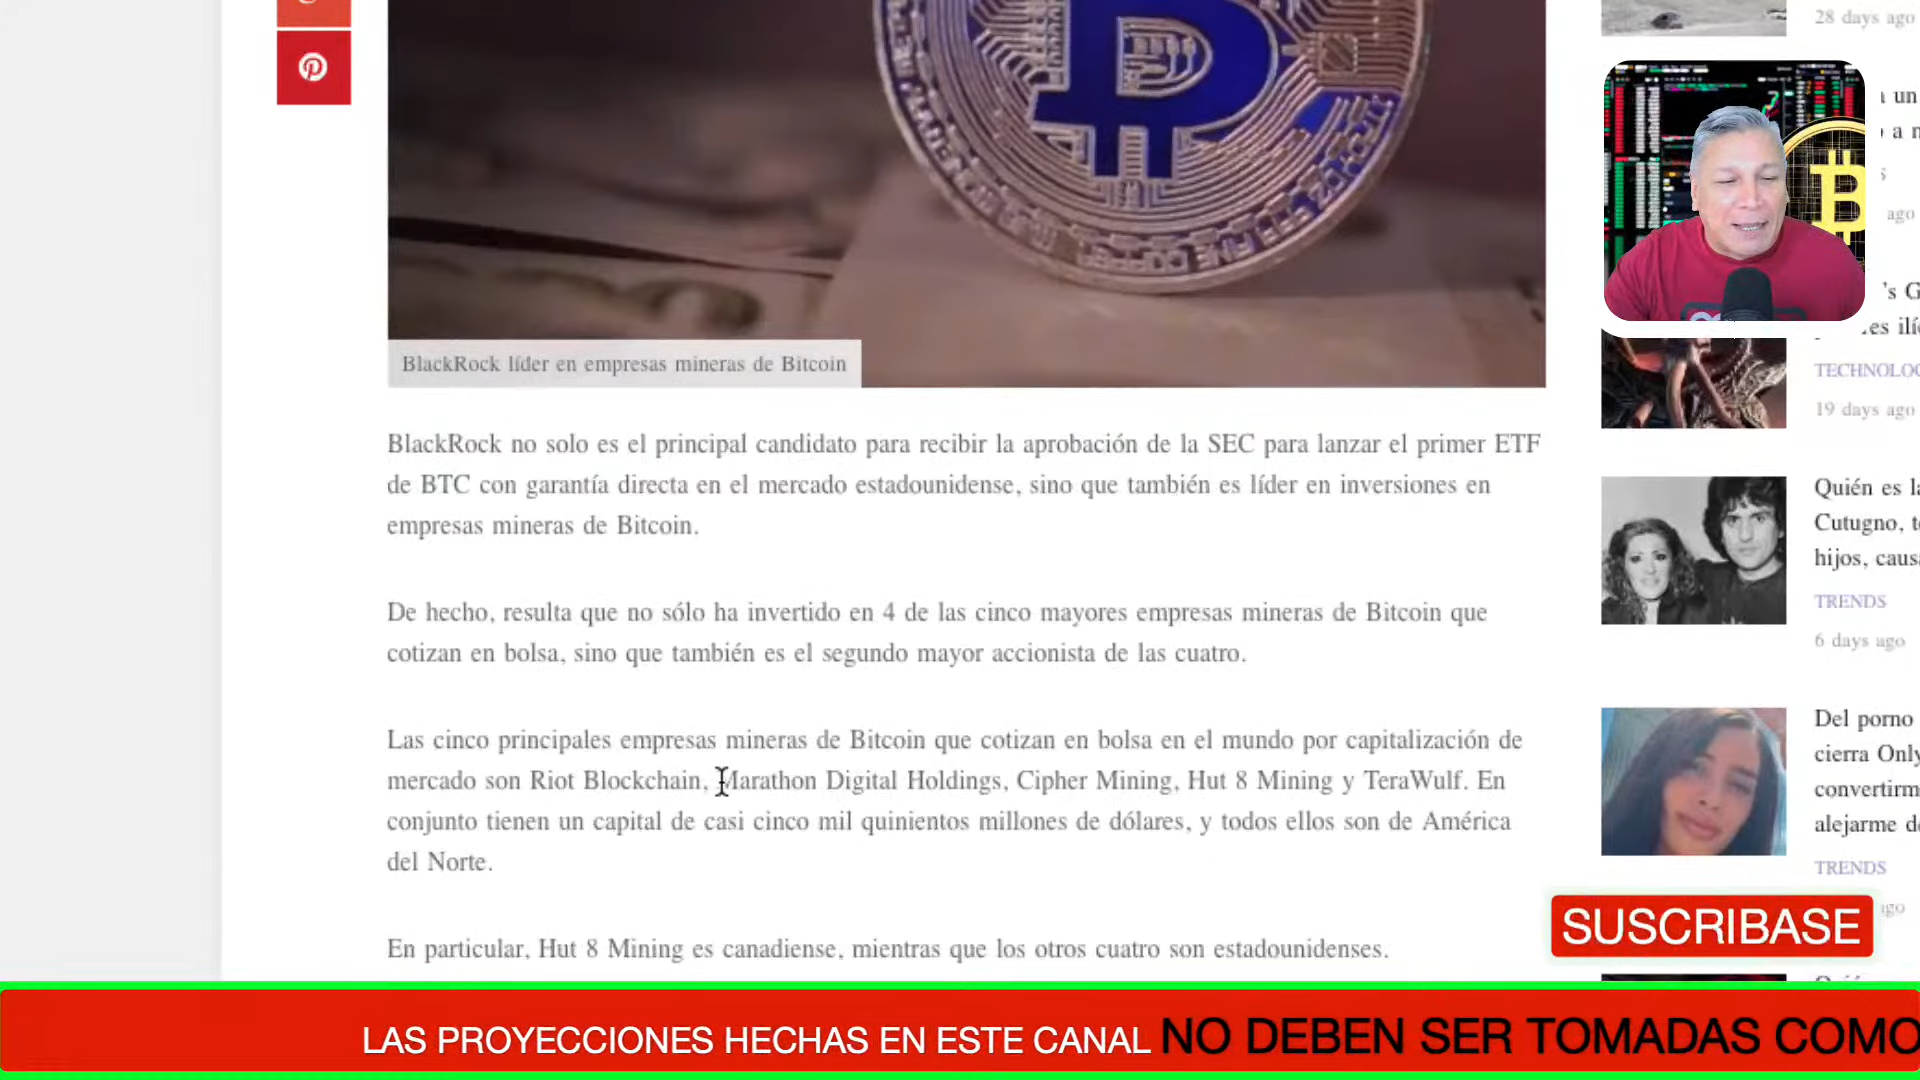 28 days ago
un
ago
's G
es ilí
TECHNOLOG
19 days ago
BlackRock líder en empresas mineras de Bitcoin
BlackRock no solo es el principal candidato para recibir la aprobación de la SEC para lanzar el primer ETF
de BTC con garantía directa en el mercado estadounidense, sino que también es líder en inversiones en
empresas mineras de Bitcoin.
De hecho, resulta que no sólo ha invertido en 4 de las cinco mayores empresas mineras de Bitcoin que
cotizan en bolsa, sino que también es el segundo mayor accionista de las cuatro.
Las cinco principales empresas mineras de Bitcoin que cotizan en bolsa en el mundo por capitalización de
mercado son Riot Blockchain, Marathon Digital Holdings, Cipher Mining, Hut 8 Mining y TeraWulf. En
conjunto tienen un capital de casi cinco mil quinientos millones de dólares, y todos ellos son de América
del Norte.
En particular, Hut 8 Mining es canadiense, mientras que los otros cuatro son estadounidenses.
Quién es la
Cutugno, t
hijos, caus
TRENDS
6 days ago
Del porno
cierra Only
convertirm
alejarme d
TRENDS
ago
SUSCRIBASE
LAS PROYECCIONES HECHAS EN ESTE CANAL NO DEBEN SER TOMADAS COMO